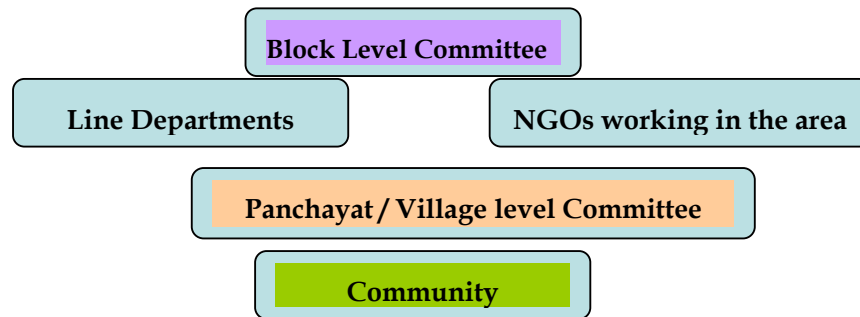 Block Level Committee
Line Departments
NGOs working in the area
Panchayat / Village level Committee
Community